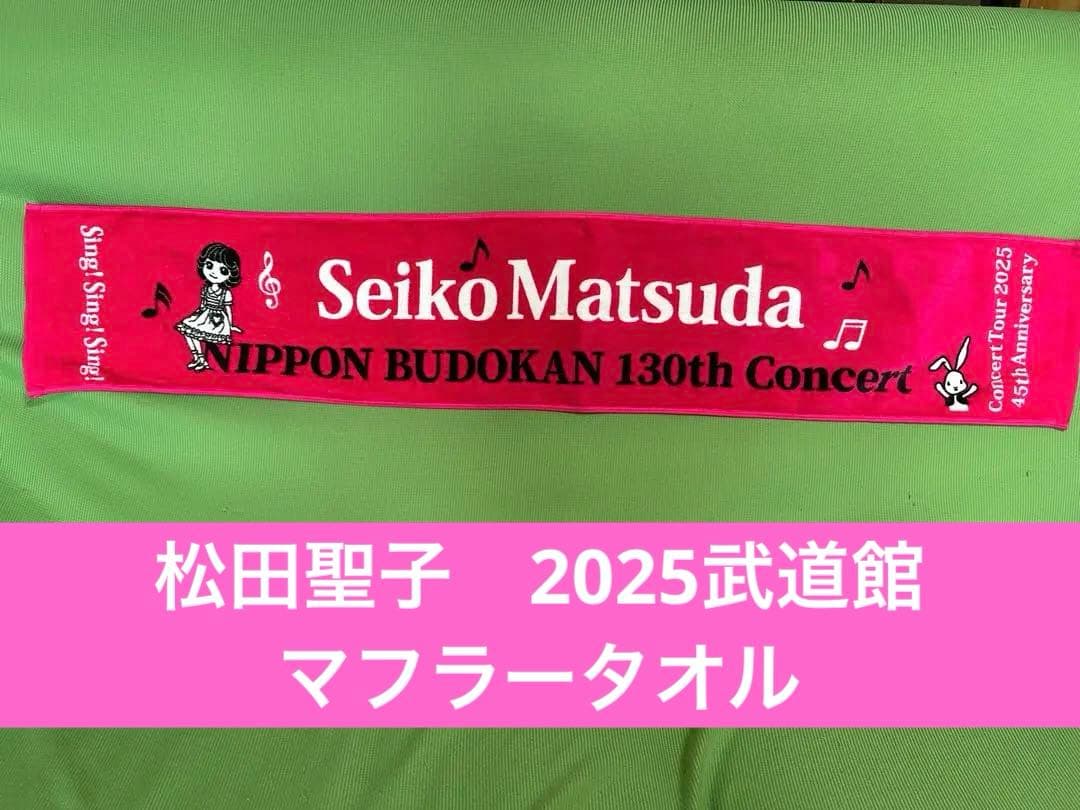 Sing! Sing! Sing!
Seiko Matsuda
NIPPON BUDOKAN 130th Concert
Concert Tour 2025
45th Anniversary
松田聖子　2025武道館
マフラータオル